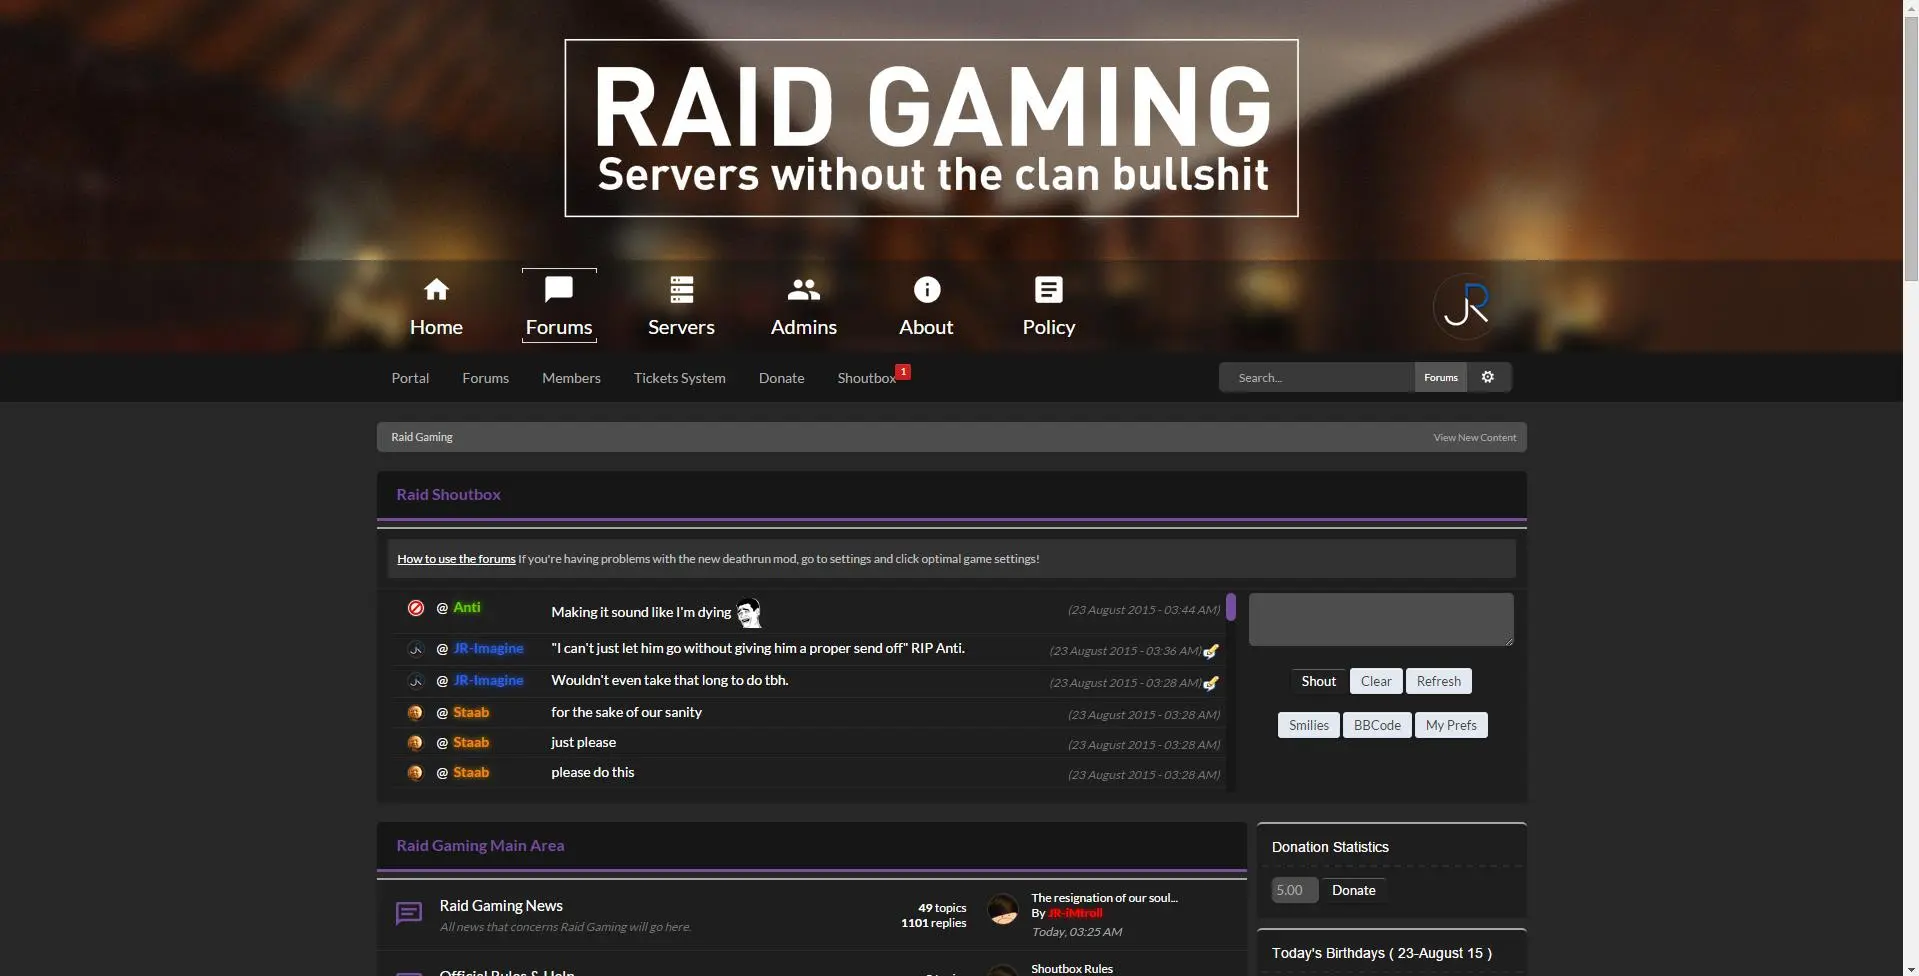 RAID GAMING
Servers without the clan bullshit
Home
Forums
Servers
Admins
About
Policy
JR
Portal
Forums
Members
Tickets System
Donate
Shoutbox
1
Search...
Forums
Raid Gaming
View New Content
Raid Shoutbox
How to use the forums If you're having problems with the new deathrun mod, go to settings and click optimal game settings!
@ Anti Making it sound like I'm dying (23 August 2015 - 03:44 AM)
@ JR-Imagine "I can't just let him go without giving him a proper send off" RIP Anti. (23 August 2015 - 03:36 AM)
@ JR-Imagine Wouldn't even take that long to do tbh. (23 August 2015 - 03:28 AM)
@ Staab for the sake of our sanity (23 August 2015 - 03:28 AM)
@ Staab just please (23 August 2015 - 03:28 AM)
@ Staab please do this (23 August 2015 - 03:28 AM)
Shout
Clear
Refresh
Smilies
BBCode
My Prefs
Raid Gaming Main Area
Raid Gaming News
All news that concerns Raid Gaming will go here.
49 topics
1101 replies
The resignation of our soul...
By JR-iMtroll
Today, 03:25 AM
Official Rules & Help
Shoutbox Rules
Donation Statistics
5.00
Donate
Today's Birthdays ( 23-August 15 )